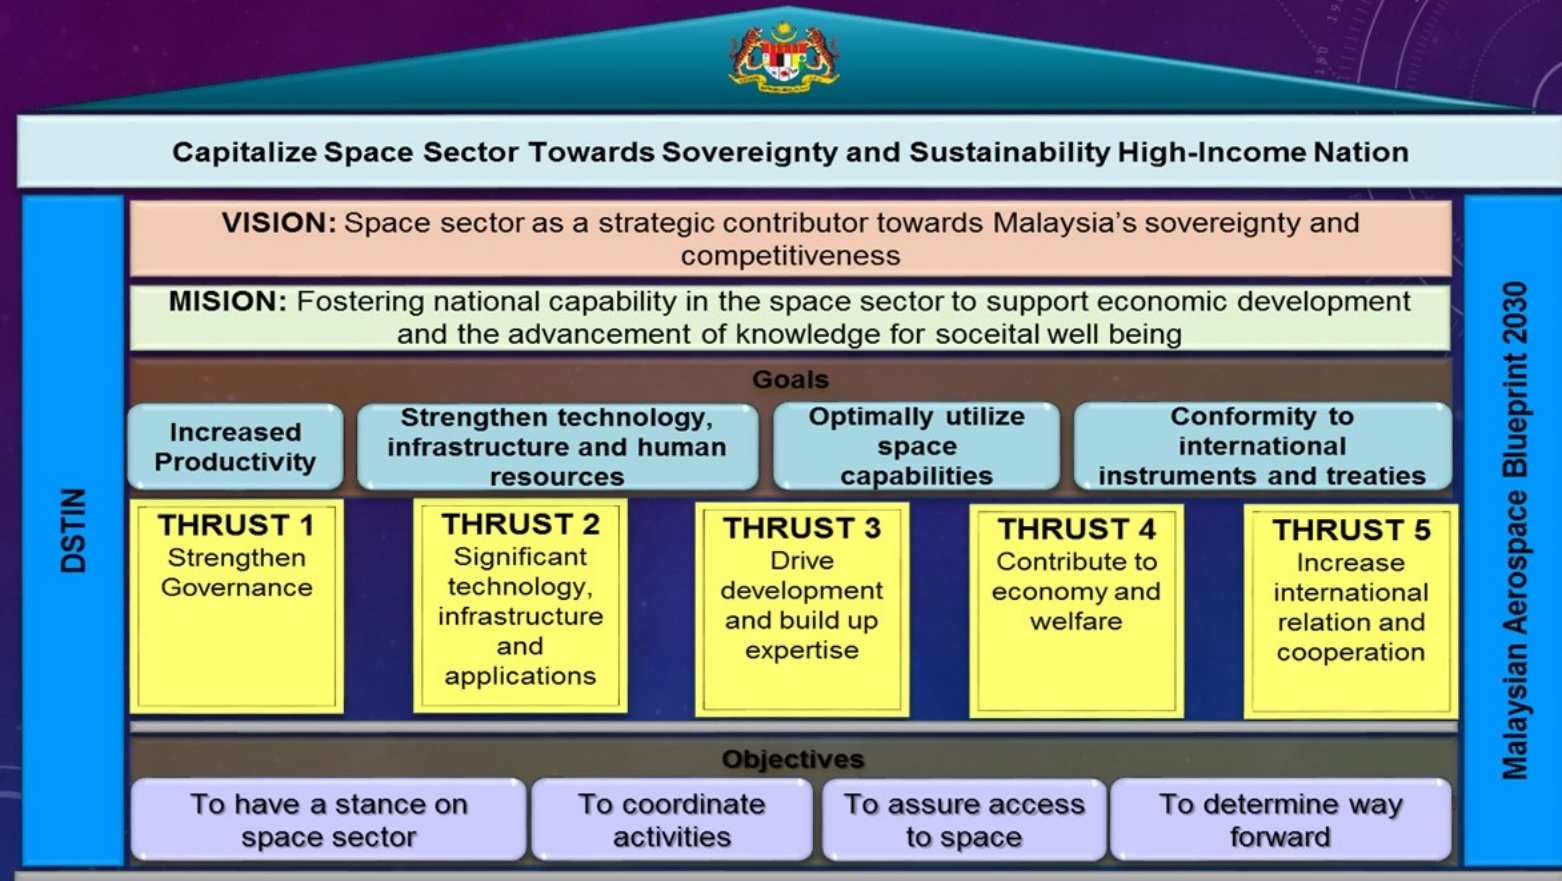 Capitalize Space Sector Towards Sovereignty and Sustainability High-Income Nation
DSTIN
VISION: Space sector as a strategic contributor towards Malaysia's sovereignty and
competitiveness
MISION: Fostering national capability in the space sector to support economic development
and the advancement of knowledge for soceital well being
Goals
Increased
Productivity
Strengthen technology,
infrastructure and human
resources
Optimally utilize
space
capabilities
Conformity to
international
instruments and treaties
THRUST 1
Strengthen
Governance
THRUST 2
Significant
technology,
infrastructure
and
applications
THRUST 3
Drive
development
and build up
expertise
THRUST 4
Contribute to
economy and
welfare
THRUST 5
Increase
international
relation and
cooperation
Objectives
To have a stance on
space sector
To coordinate
activities
To assure access
to space
To determine way
forward
Malaysian Aerospace Blueprint 2030